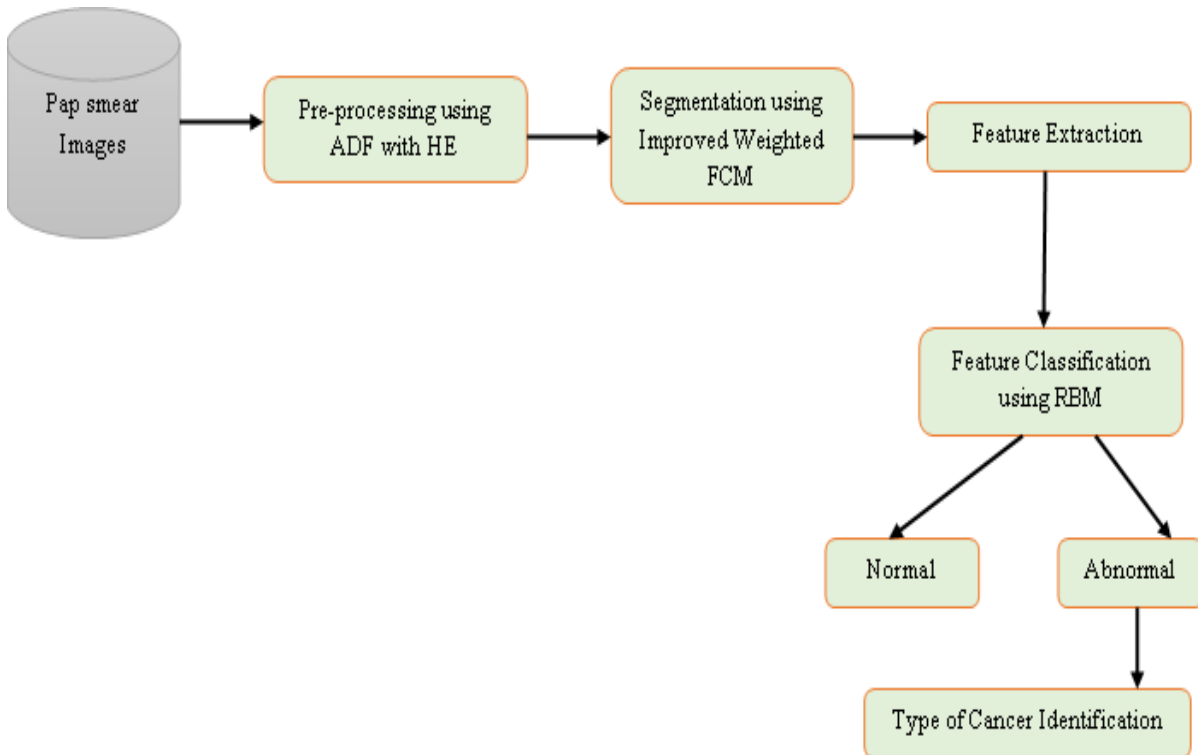 Pap smear
Images
Pre-processing using
ADF with HE
Segmentation using
Improved Weighted
FCM
Feature Extraction
Feature Classification
using RBM
Normal
Abnormal
Type of Cancer Identification